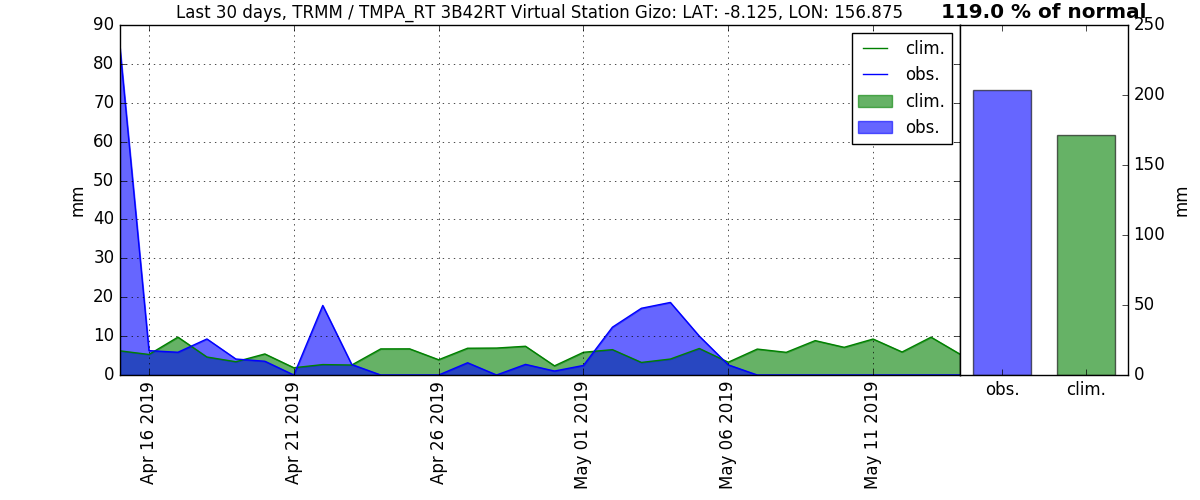 Last 30 days, TRMM / TMPA_RT 3B42RT Virtual Station Gizo: LAT: -8.125, LON: 156.875
119.0 % of normal
90
80
70
60
50
40
30
20
10
0
mm
clim.
obs.
clim.
obs.
Apr 16 2019
Apr 21 2019
Apr 26 2019
May 01 2019
May 06 2019
May 11 2019
250
200
150
100
50
0
mm
obs.
clim.